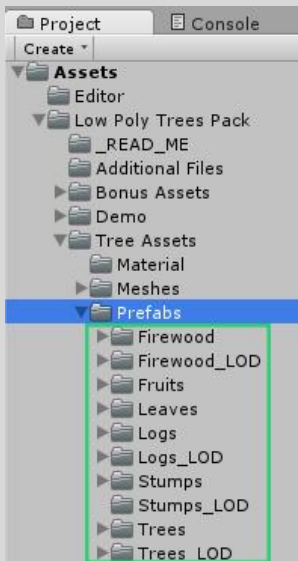 Project Console
Create
Assets
Editor
Low Poly Trees Pack
_READ_ME
Additional Files
Bonus Assets
Demo
Tree Assets
Material
Meshes
Prefabs
Firewood
Firewood_LOD
Fruits
Leaves
Logs
Logs_LOD
Stumps
Stumps_LOD
Trees
Trees_LOD